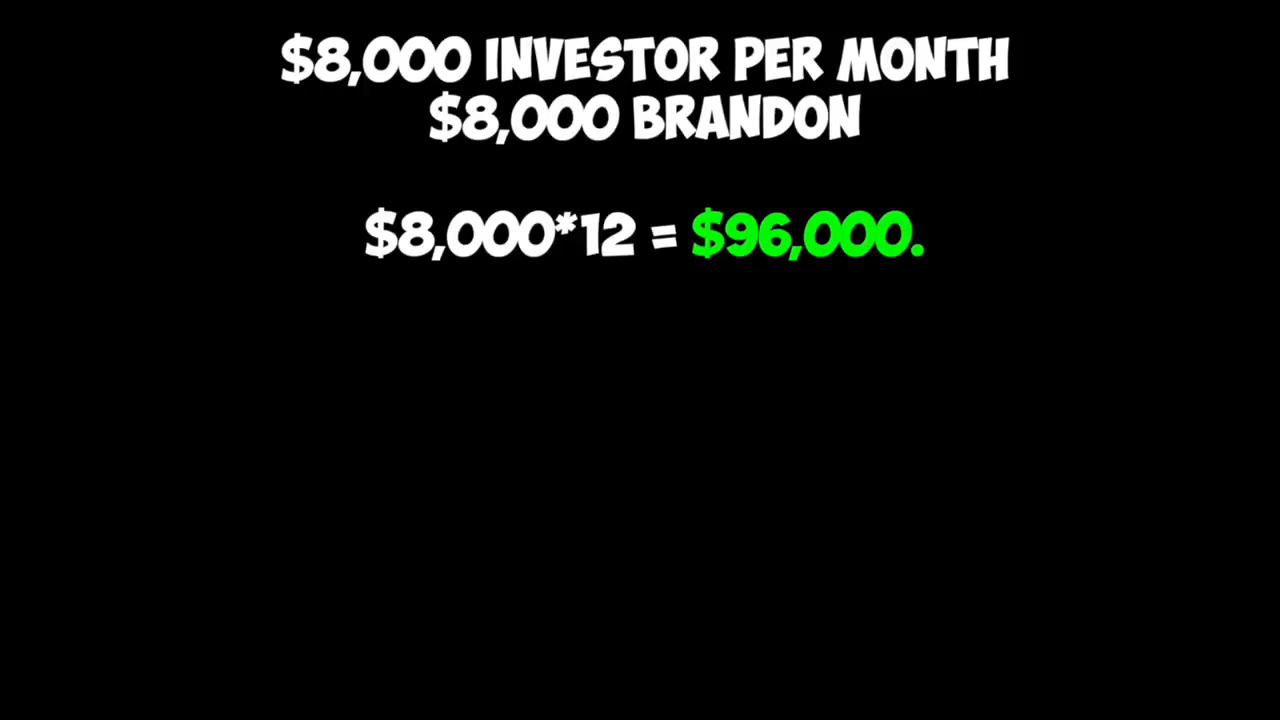 $8,000 INVESTOR PER MONTH
$8,000 BRANDON
$8,000*12 = $96,000.